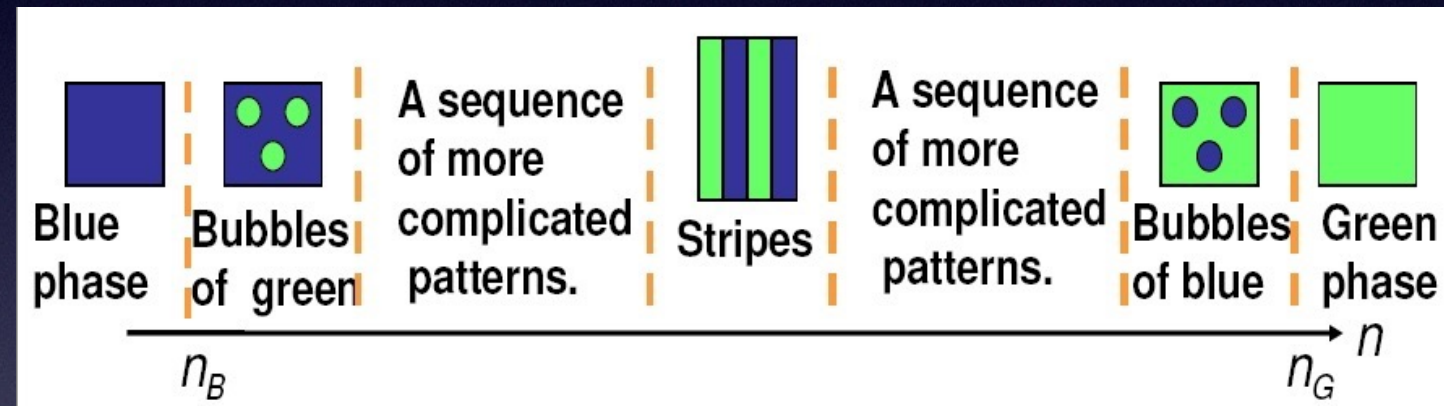 Blue
phase
Bubbles
of green
A sequence
of more
complicated
patterns.
Stripes
A sequence
of more
complicated
patterns.
Bubbles
of blue
Green
phase
n_B
n_G
n